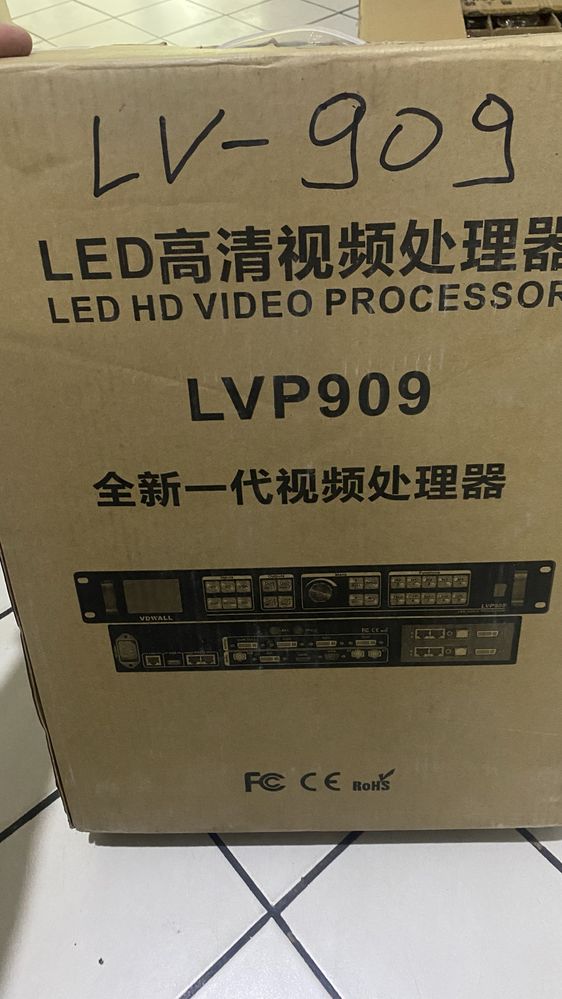 LV-909
LED高清视频处理器
LED HD VIDEO PROCESSOR
LVP909
全新一代视频处理器
VDWALL
LVP909
FC CE RoHS